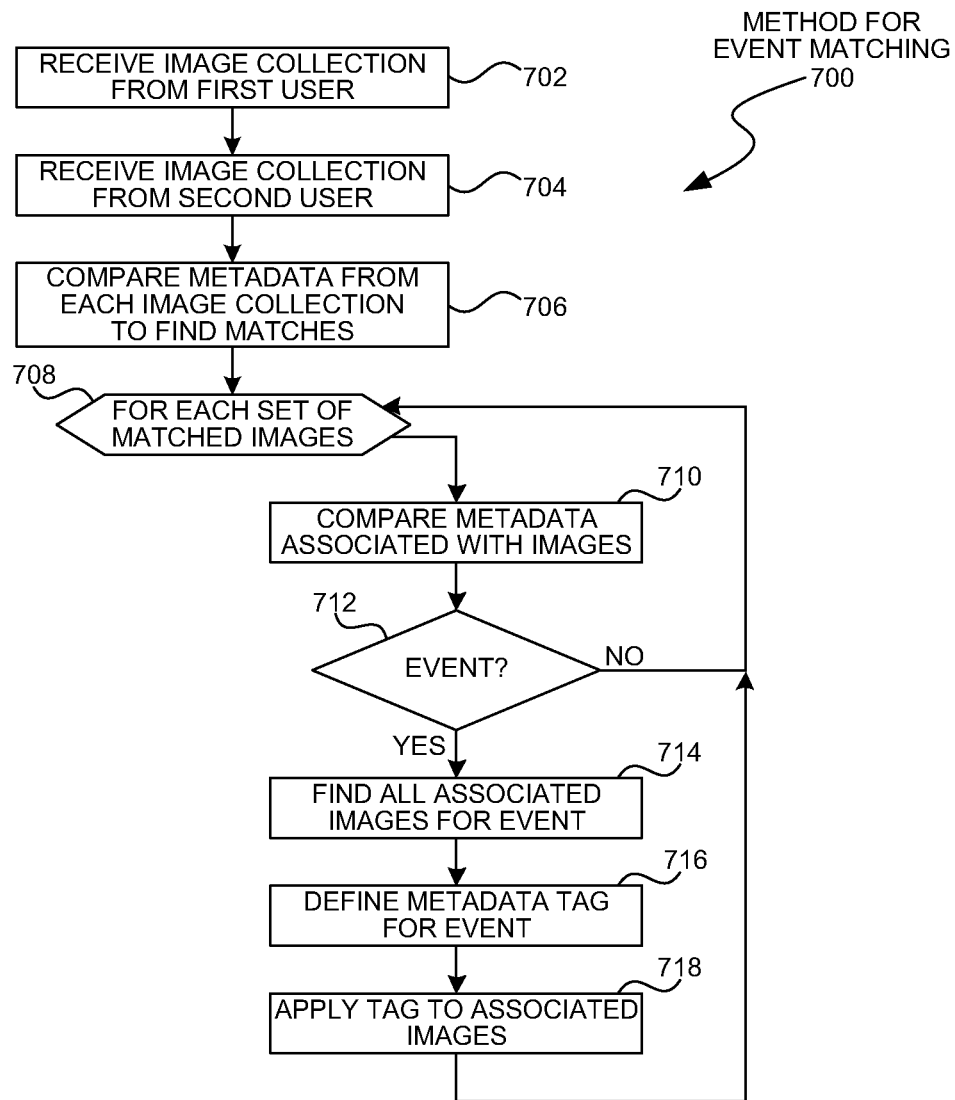 METHOD FOR
EVENT MATCHING
700
RECEIVE IMAGE COLLECTION
FROM FIRST USER
702
RECEIVE IMAGE COLLECTION
FROM SECOND USER
704
COMPARE METADATA FROM
EACH IMAGE COLLECTION
TO FIND MATCHES
706
708
FOR EACH SET OF
MATCHED IMAGES
710
COMPARE METADATA
ASSOCIATED WITH IMAGES
712
EVENT?
NO
YES
714
FIND ALL ASSOCIATED
IMAGES FOR EVENT
716
DEFINE METADATA TAG
FOR EVENT
718
APPLY TAG TO ASSOCIATED
IMAGES